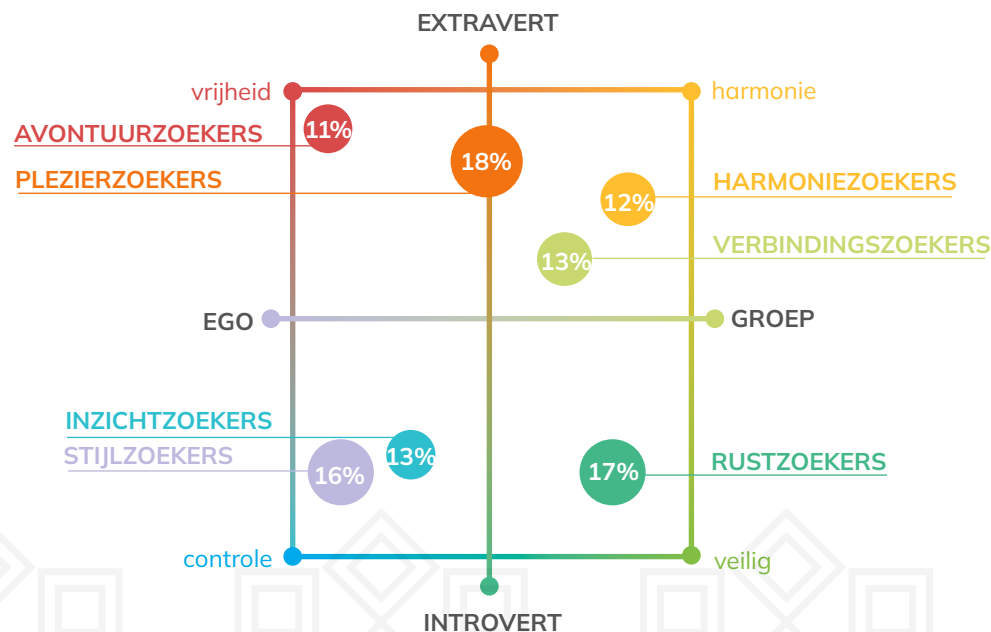 EXTRAVERT
vrijheid
harmonie
AVONTUURZOEKERS
11%
PLEZIERZOEKERS
18%
HARMONIEZOEKERS
12%
VERBINDINGSZOEKERS
13%
EGO
GROEP
INZICHTZOEKERS
13%
STIJLZOEKERS
16%
RUSTZOEKERS
17%
controle
veilig
INTROVERT